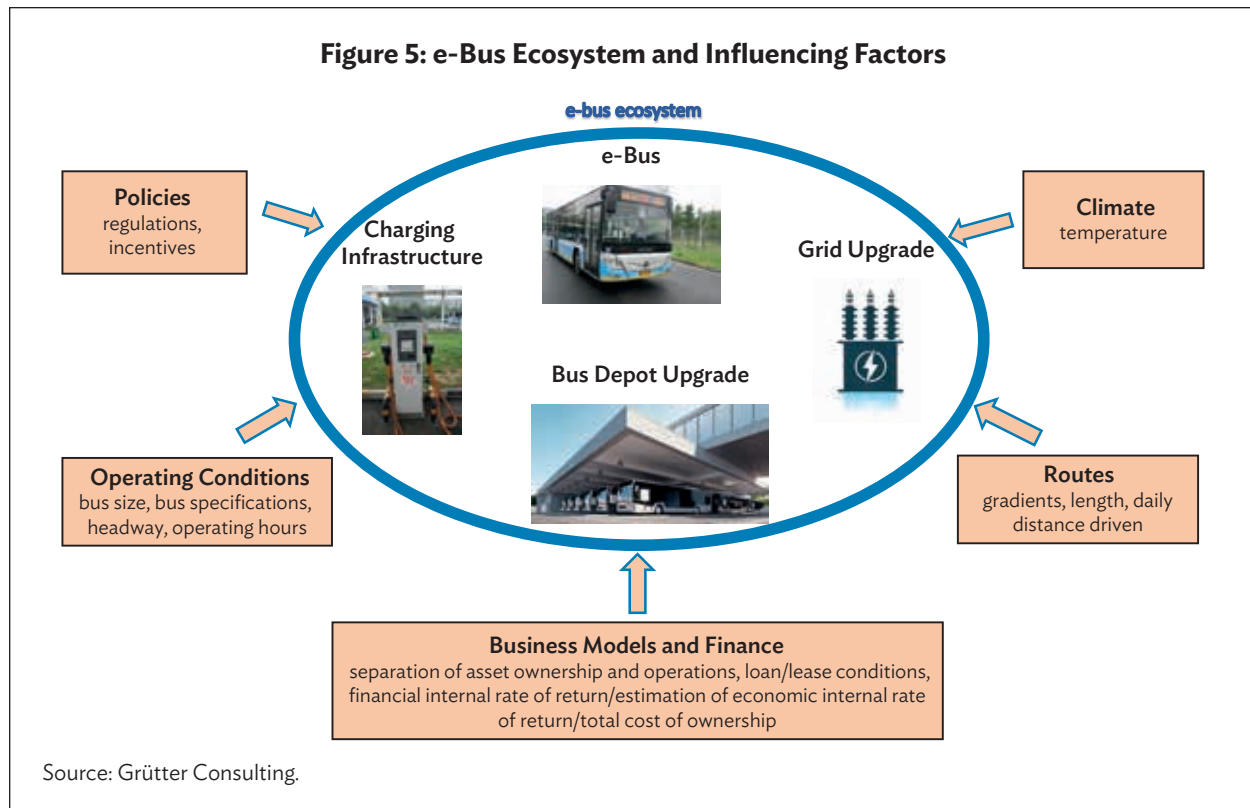 Figure 5: e-Bus Ecosystem and Influencing Factors
e-bus ecosystem
e-Bus
Policies
regulations,
incentives
Charging
Infrastructure
Grid Upgrade
Climate
temperature
Bus Depot Upgrade
Operating Conditions
bus size, bus specifications,
headway, operating hours
Routes
gradients, length, daily
distance driven
Business Models and Finance
separation of asset ownership and operations, loan/lease conditions,
financial internal rate of return/estimation of economic internal rate
of return/total cost of ownership
Source: Grütter Consulting.